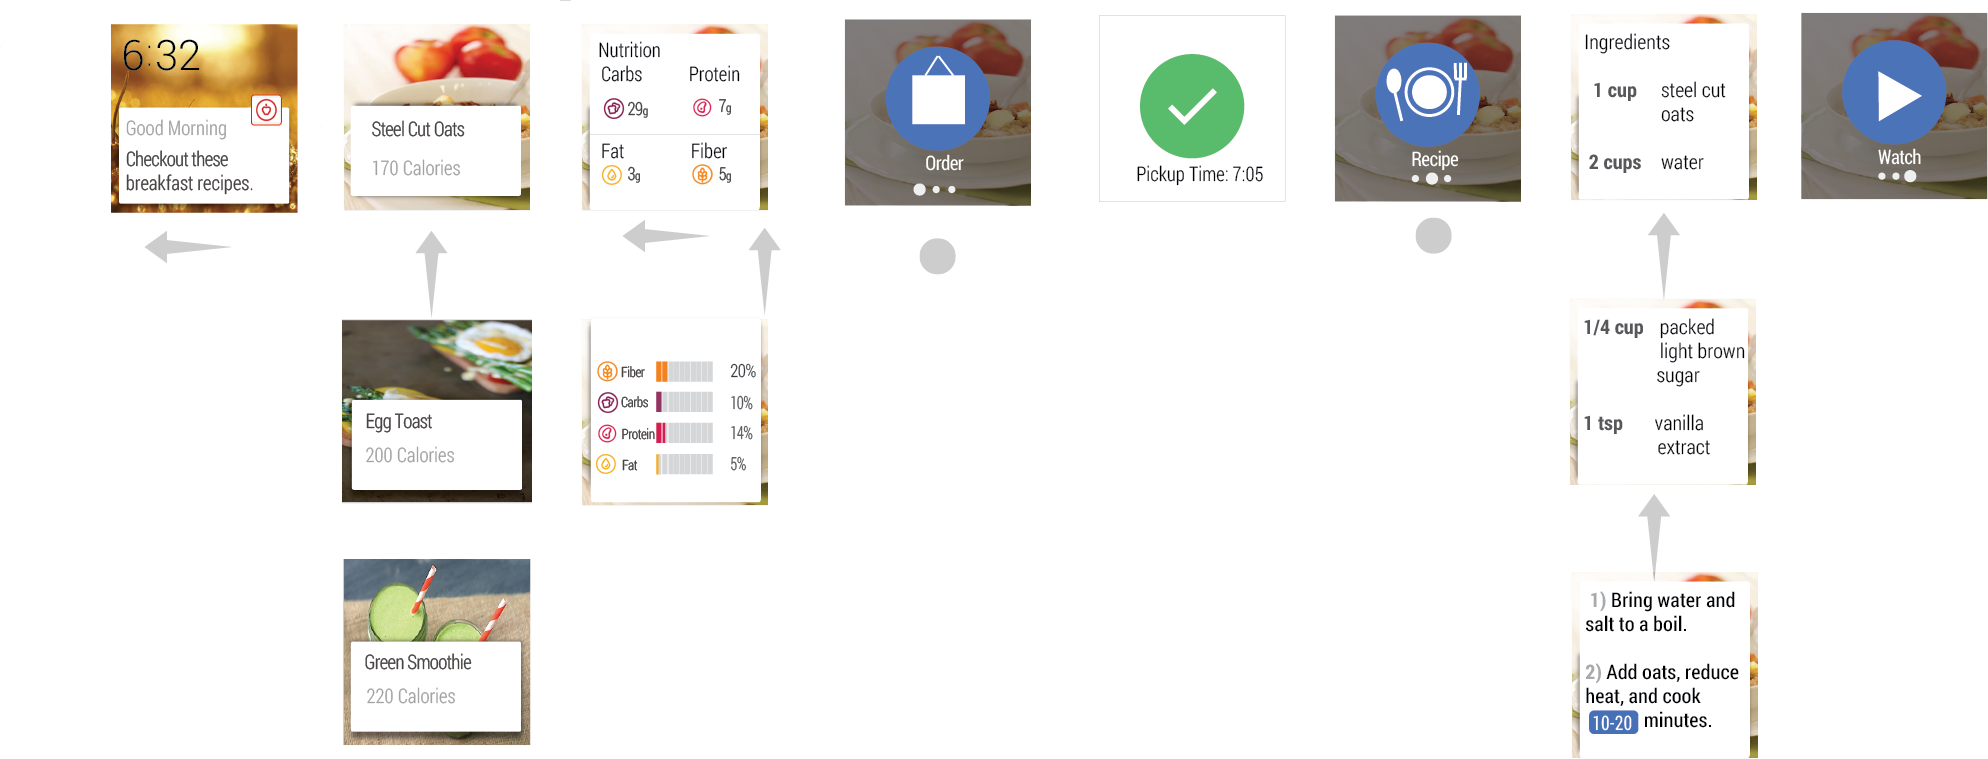 6:32
Good Morning
Checkout these
breakfast recipes.
Steel Cut Oats
170 Calories
Egg Toast
200 Calories
Green Smoothie
220 Calories
Nutrition
Carbs Protein
29g 7g
Fat Fiber
3g 5g
Fiber 20%
Carbs 10%
Protein 14%
Fat 5%
Order
Pickup Time: 7:05
Recipe
Ingredients
1 cup steel cut
oats
2 cups water
1/4 cup packed
light brown
sugar
1 tsp vanilla
extract
1) Bring water and
salt to a boil.
2) Add oats, reduce
heat, and cook
10-20 minutes.
Watch